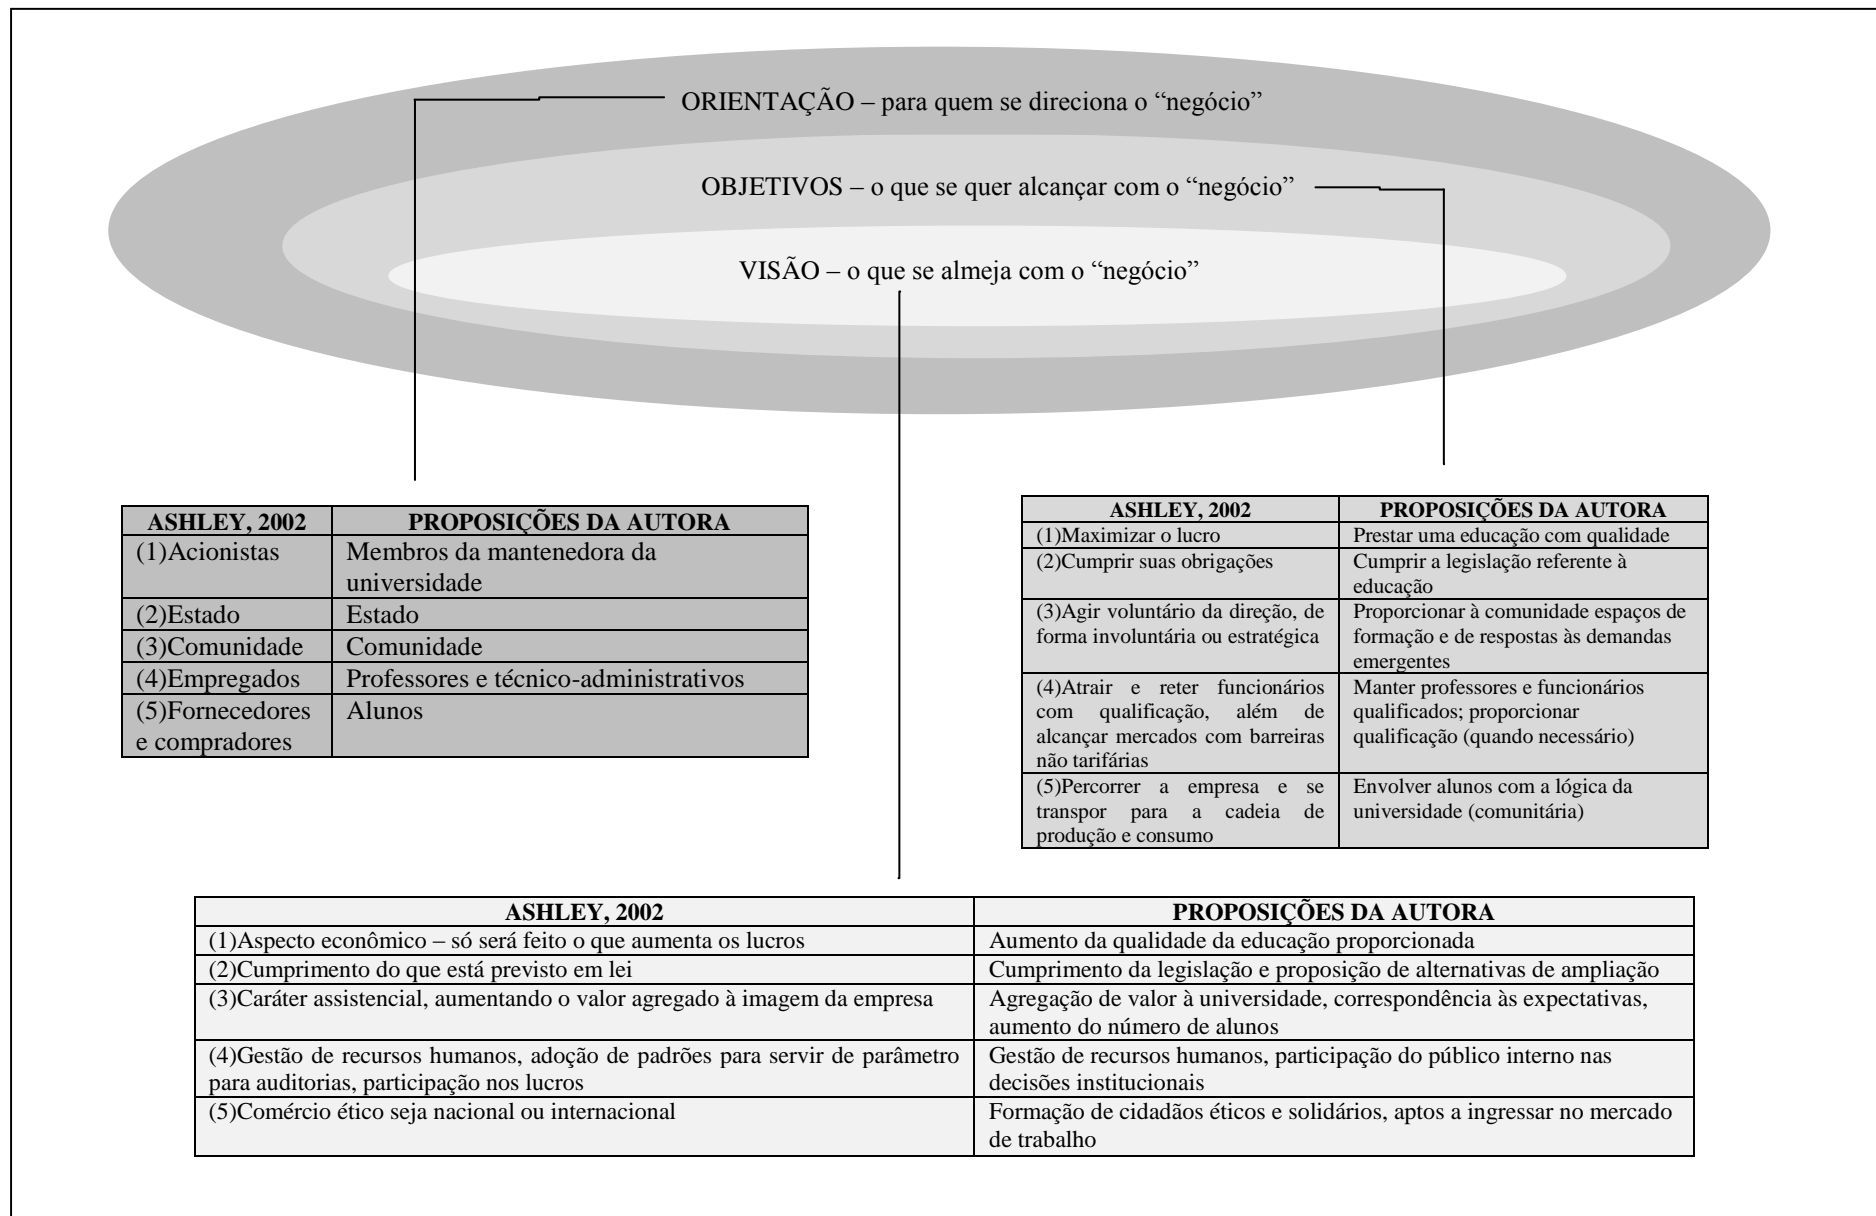 ORIENTAÇÃO – para quem se direciona o “negócio”
OBJETIVOS – o que se quer alcançar com o “negócio”
VISÃO – o que se almeja com o “negócio”
ASHLEY, 2002 PROPOSIÇÕES DA AUTORA
(1)Acionistas Membros da mantenedora da
universidade
(2)Estado Estado
(3)Comunidade Comunidade
(4)Empregados Professores e técnico-administrativos
(5)Fornecedores Alunos
e compradores
ASHLEY, 2002 PROPOSIÇÕES DA AUTORA
(1)Maximizar o lucro Prestar uma educação com qualidade
(2)Cumprir suas obrigações Cumprir a legislação referente à
educação
(3)Agir voluntário da direção, de Proporcionar à comunidade espaços de
forma involuntária ou estratégica formação e de respostas às demandas
emergentes
(4)Atrair e reter funcionários Manter professores e funcionários
com qualificação, além de qualificados; proporcionar
alcançar mercados com barreiras qualificação (quando necessário)
não tarifárias
(5)Percorrer a empresa e se Envolver alunos com a lógica da
transpor para a cadeia de universidade (comunitária)
produção e consumo
ASHLEY, 2002 PROPOSIÇÕES DA AUTORA
(1)Aspecto econômico – só será feito o que aumenta os lucros Aumento da qualidade da educação proporcionada
(2)Cumprimento do que está previsto em lei Cumprimento da legislação e proposição de alternativas de ampliação
(3)Caráter assistencial, aumentando o valor agregado à imagem da empresa Agregação de valor à universidade, correspondência às expectativas,
aumento do número de alunos
(4)Gestão de recursos humanos, adoção de padrões para servir de parâmetro Gestão de recursos humanos, participação do público interno nas
para auditorias, participação nos lucros decisões institucionais
(5)Comércio ético seja nacional ou internacional Formação de cidadãos éticos e solidários, aptos a ingressar no mercado
de trabalho